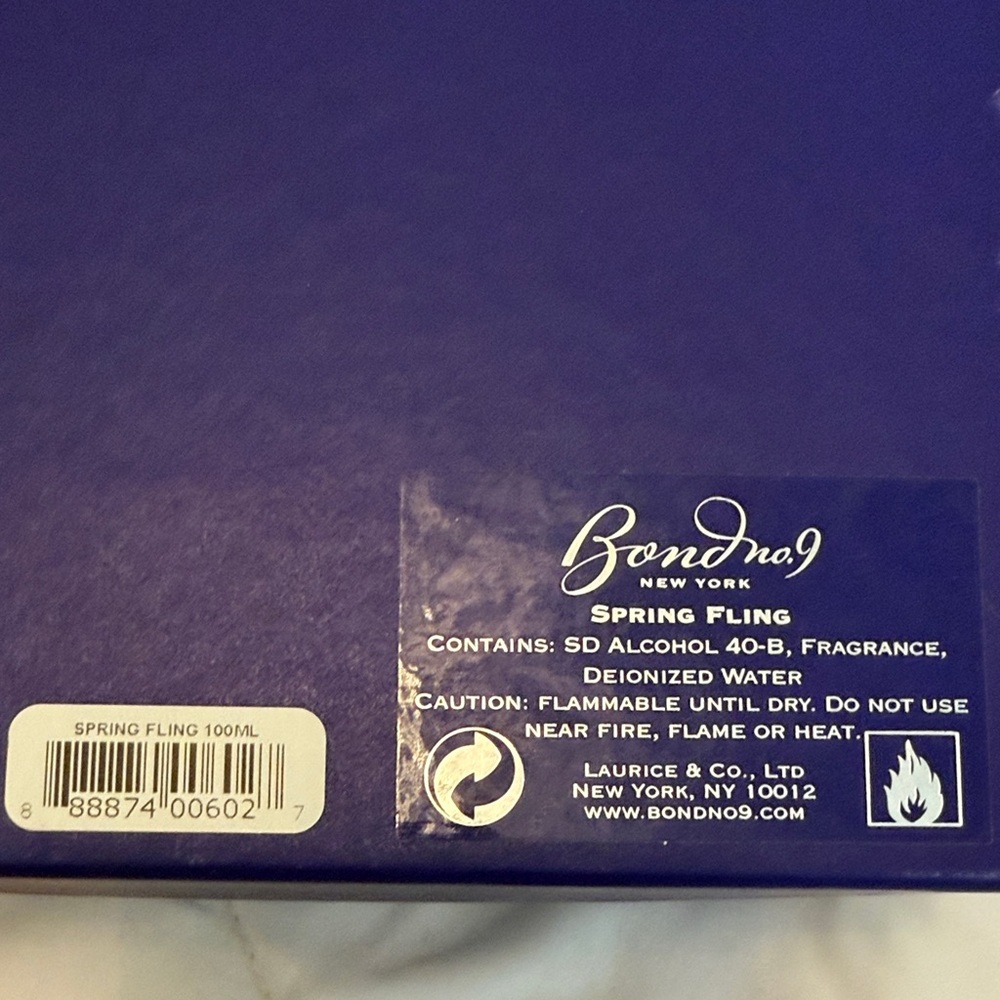 Bond no.9
NEW YORK
SPRING FLING
CONTAINS: SD ALCOHOL 40-B, FRAGRANCE,
DEIONIZED WATER
CAUTION: FLAMMABLE UNTIL DRY. DO NOT USE
NEAR FIRE, FLAME OR HEAT.
LAURICE & CO., LTD
NEW YORK, NY 10012
WWW.BONDNO9.COM
SPRING FLING 100ML
8 88874 00602 7